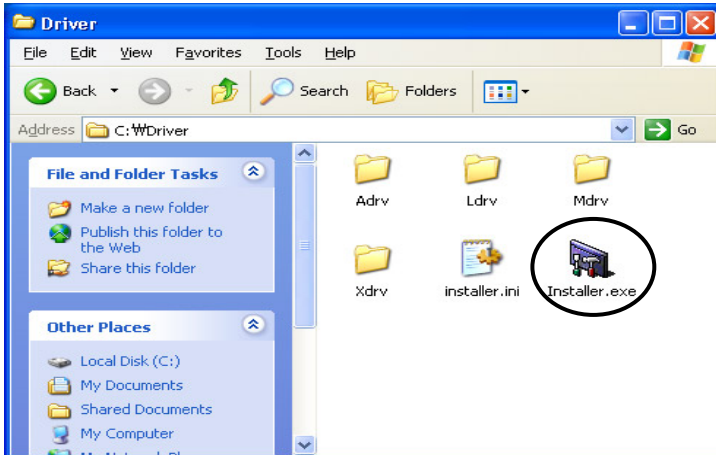 Driver
File Edit View Favorites Tools Help
Back Search Folders
Address C:₩Driver Go
File and Folder Tasks
Make a new folder
Publish this folder to
the Web
Share this folder
Other Places
Local Disk (C:)
My Documents
Shared Documents
My Computer
Adrv Ldrv Mdrv
Xdrv installer.ini Installer.exe